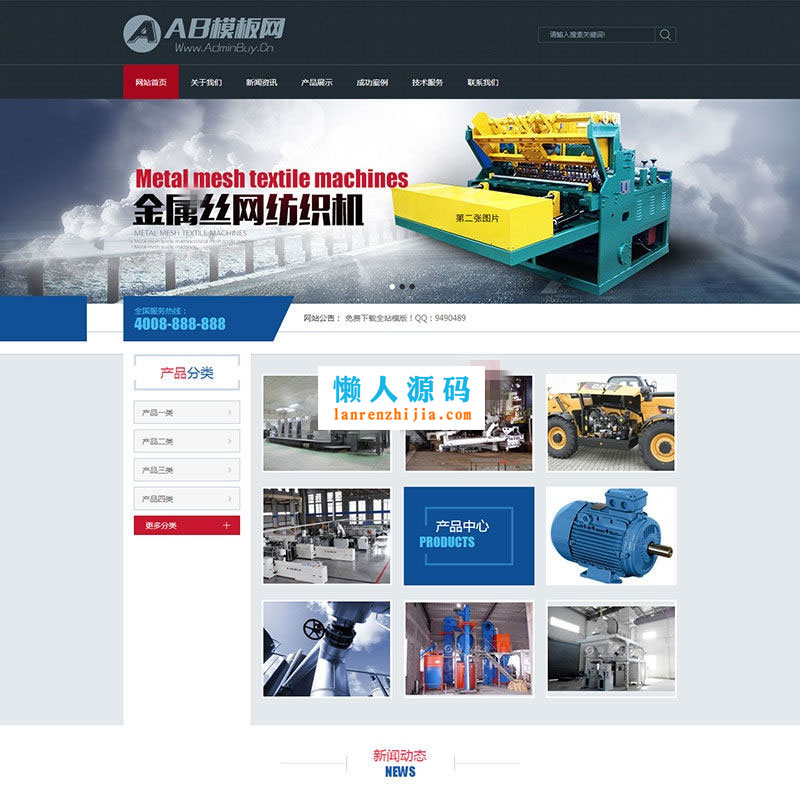 AB模板网
Www.AdminBuy.Cn
请输入搜索关键词!
网站首页
关于我们
新闻资讯
产品展示
成功案例
技术服务
联系我们
Metal mesh textile machines
金属丝网纺织机
METAL MESH TEXTILE MACHINES
第二张图片
全国服务热线:
4008-888-888
网站公告: 免费下载全站模版!QQ:9490489
产品分类
产品一类
产品二类
产品三类
产品四类
更多分类
懒人源码
lanrenzhijia.com
产品中心
PRODUCTS
新闻动态
NEWS